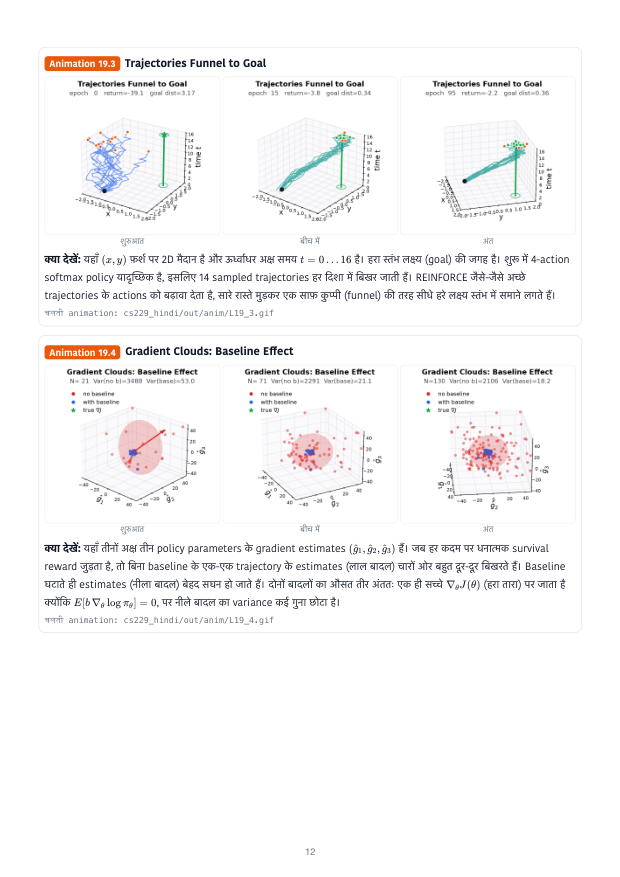 Animation 19.3 Trajectories Funnel to Goal
Trajectories Funnel to Goal
epoch 0 return=-39.1 goal dist=3.17
Trajectories Funnel to Goal
epoch 15 return=-3.8 goal dist=0.34
Trajectories Funnel to Goal
epoch 95 return=-2.2 goal dist=0.36
x
y
time t
x
y
time t
x
y
time t
शुरुआत
बीच में
अंत
क्या देखें: यहाँ (x, y) फ़र्श पर 2D मैदान है और ऊर्ध्वाधर अक्ष समय t = 0 … 16 है। हरा स्तंभ लक्ष्य (goal) की जगह है। शुरू में 4-action
softmax policy यादृच्छिक है, इसलिए 14 sampled trajectories हर दिशा में बिखर जाती हैं। REINFORCE जैसे-जैसे अच्छे
trajectories के actions को बढ़ावा देता है, सारे रास्ते मुड़कर एक साफ़ कुप्पी (funnel) की तरह सीधे हरे लक्ष्य स्तंभ में समाने लगते हैं।
चलती animation: cs229_hindi/out/anim/L19_3.gif
Animation 19.4 Gradient Clouds: Baseline Effect
Gradient Clouds: Baseline Effect
N= 21 Var(no b)=3488 Var(base)=53.0
no baseline
with baseline
true ∇J
Gradient Clouds: Baseline Effect
N= 71 Var(no b)=2291 Var(base)=21.1
no baseline
with baseline
true ∇J
Gradient Clouds: Baseline Effect
N=130 Var(no b)=2106 Var(base)=18.2
no baseline
with baseline
true ∇J
शुरुआत
बीच में
अंत
क्या देखें: यहाँ तीनों अक्ष तीन policy parameters के gradient estimates (ĝ₁, ĝ₂, ĝ₃) हैं। जब हर कदम पर धनात्मक survival
reward जुड़ता है, तो बिना baseline के एक-एक trajectory के estimates (लाल बादल) चारों ओर बहुत दूर-दूर बिखरते हैं। Baseline
घटाते ही estimates (नीला बादल) बेहद सघन हो जाते हैं। दोनों बादलों का औसत तीर अंततः एक ही सच्चे ∇θJ(θ) (हरा तारा) पर जाता है
क्योंकि E[b ∇θ log πθ] = 0, पर नीले बादल का variance कई गुना छोटा है।
चलती animation: cs229_hindi/out/anim/L19_4.gif
12